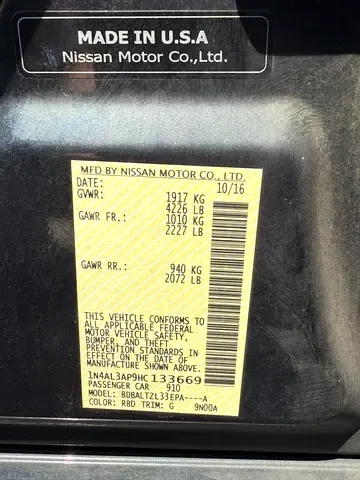 MADE IN U.S.A
Nissan Motor Co.,Ltd.
MFD BY NISSAN MOTOR CO., LTD.
DATE: 10/16
GVWR: 1917 KG
4226 LB
GAWR FR.: 1010 KG
2227 LB
GAWR RR.: 940 KG
2072 LB
THIS VEHICLE CONFORMS TO
ALL APPLICABLE FEDERAL
MOTOR VEHICLE SAFETY,
BUMPER, AND THEFT
PREVENTION STANDARDS IN
EFFECT ON THE DATE OF
MANUFACTURE SHOWN ABOVE.
1N4AL3AP9HC133669
PASSENGER CAR 910
MODEL: BDBALTZL33EPA----A
COLOR: RBD TRIM: G 9N00A